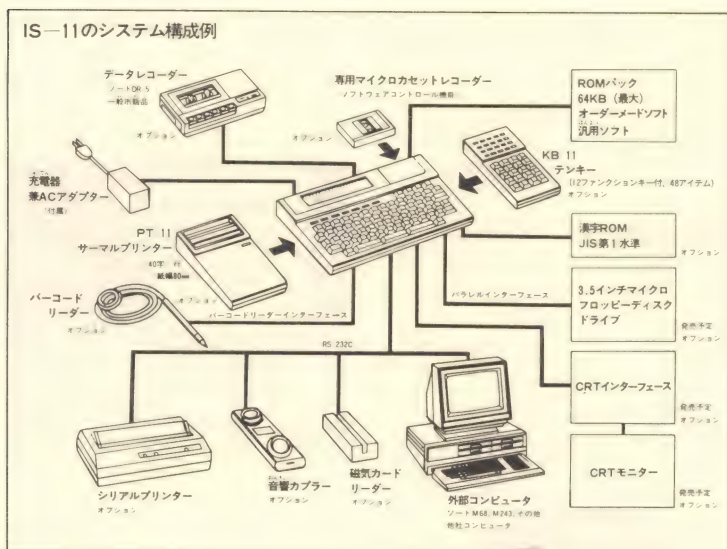 IS—11のシステム構成例
データレコーダー
ノートDR 5
一般市販品
オプション
専用マイクロカセットレコーダー
ソフトウェアコントロール機能
オプション
ROMパック
64KB (最大)
オーダーメードソフト
汎用ソフト
オプション
KB 11
テンキー
(12ファンクションキー付、48アイテム)
オプション
充電器
兼ACアダプター
(付属)
PT 11
サーマルプリンター
40字
紙幅80mm
オプション
漢字ROM
JIS第1水準
オプション
バーコード
リーダー
オプション
バーコードリーダーインターフェース
パラレルインターフェース
3.5インチマイクロ
フロッピーディスク
ドライブ
発売予定
オプション
RS 232C
CRTインターフェース
発売予定
オプション
シリアルプリンター
オプション
音響カプラー
オプション
磁気カード
リーダー
オプション
外部コンピュータ
ソートM68, M243, その他
他社コンピュータ
CRTモニター
発売予定
オプション